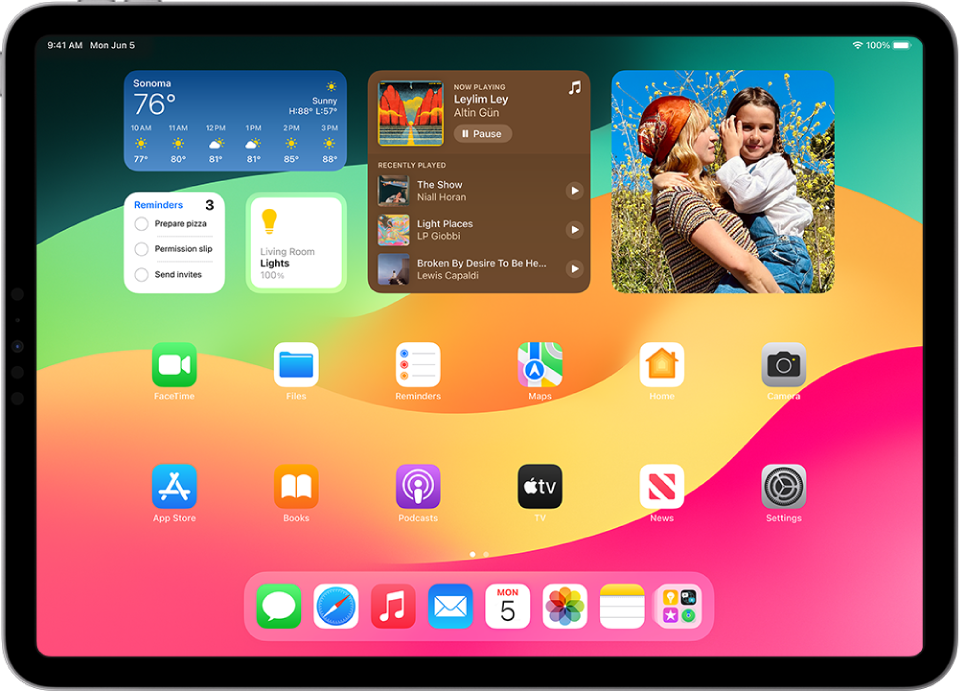 9:41 AM Mon Jun 5
100%
Sonoma
76°
Sunny
H:88° L:57°
10 AM 11 AM 12 PM 1 PM 2 PM 3 PM
77° 80° 81° 81° 85° 88°
NOW PLAYING
Leylim Ley
Altin Gün
Pause
RECENTLY PLAYED
The Show
Niall Horan
Light Places
LP Giobbi
Broken By Desire To Be He...
Lewis Capaldi
Reminders 3
Prepare pizza
Permission slip
Send invites
Living Room
Lights
100%
FaceTime Files Reminders Maps Home Camera
tv
App Store Books Podcasts TV News Settings
MON
5